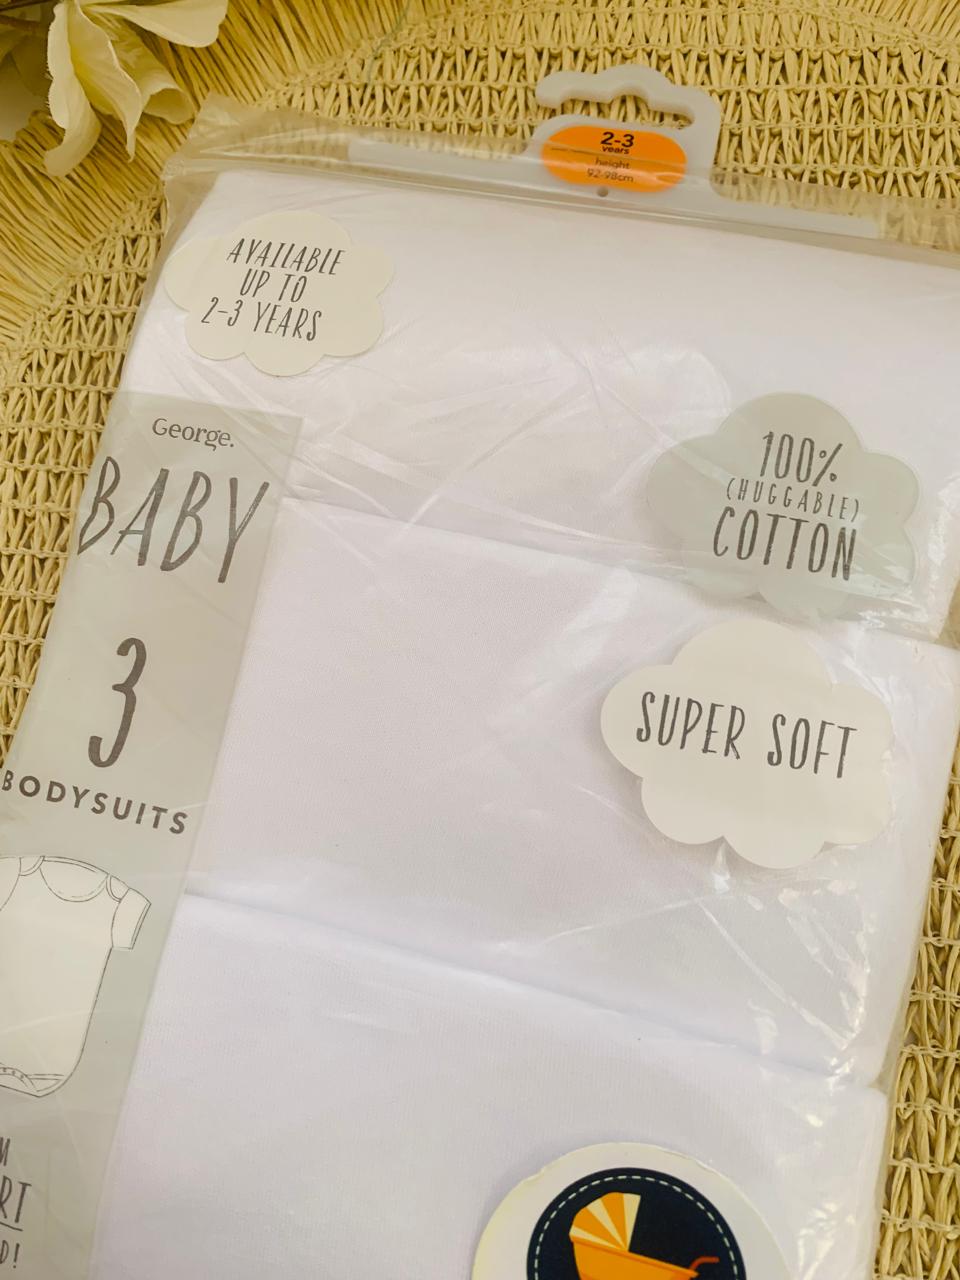 2-3
years
height
92-98cm
AVAILABLE
UP TO
2-3 YEARS
George.
BABY
3
BODYSUITS
100%
(HUGGABLE)
COTTON
SUPER SOFT